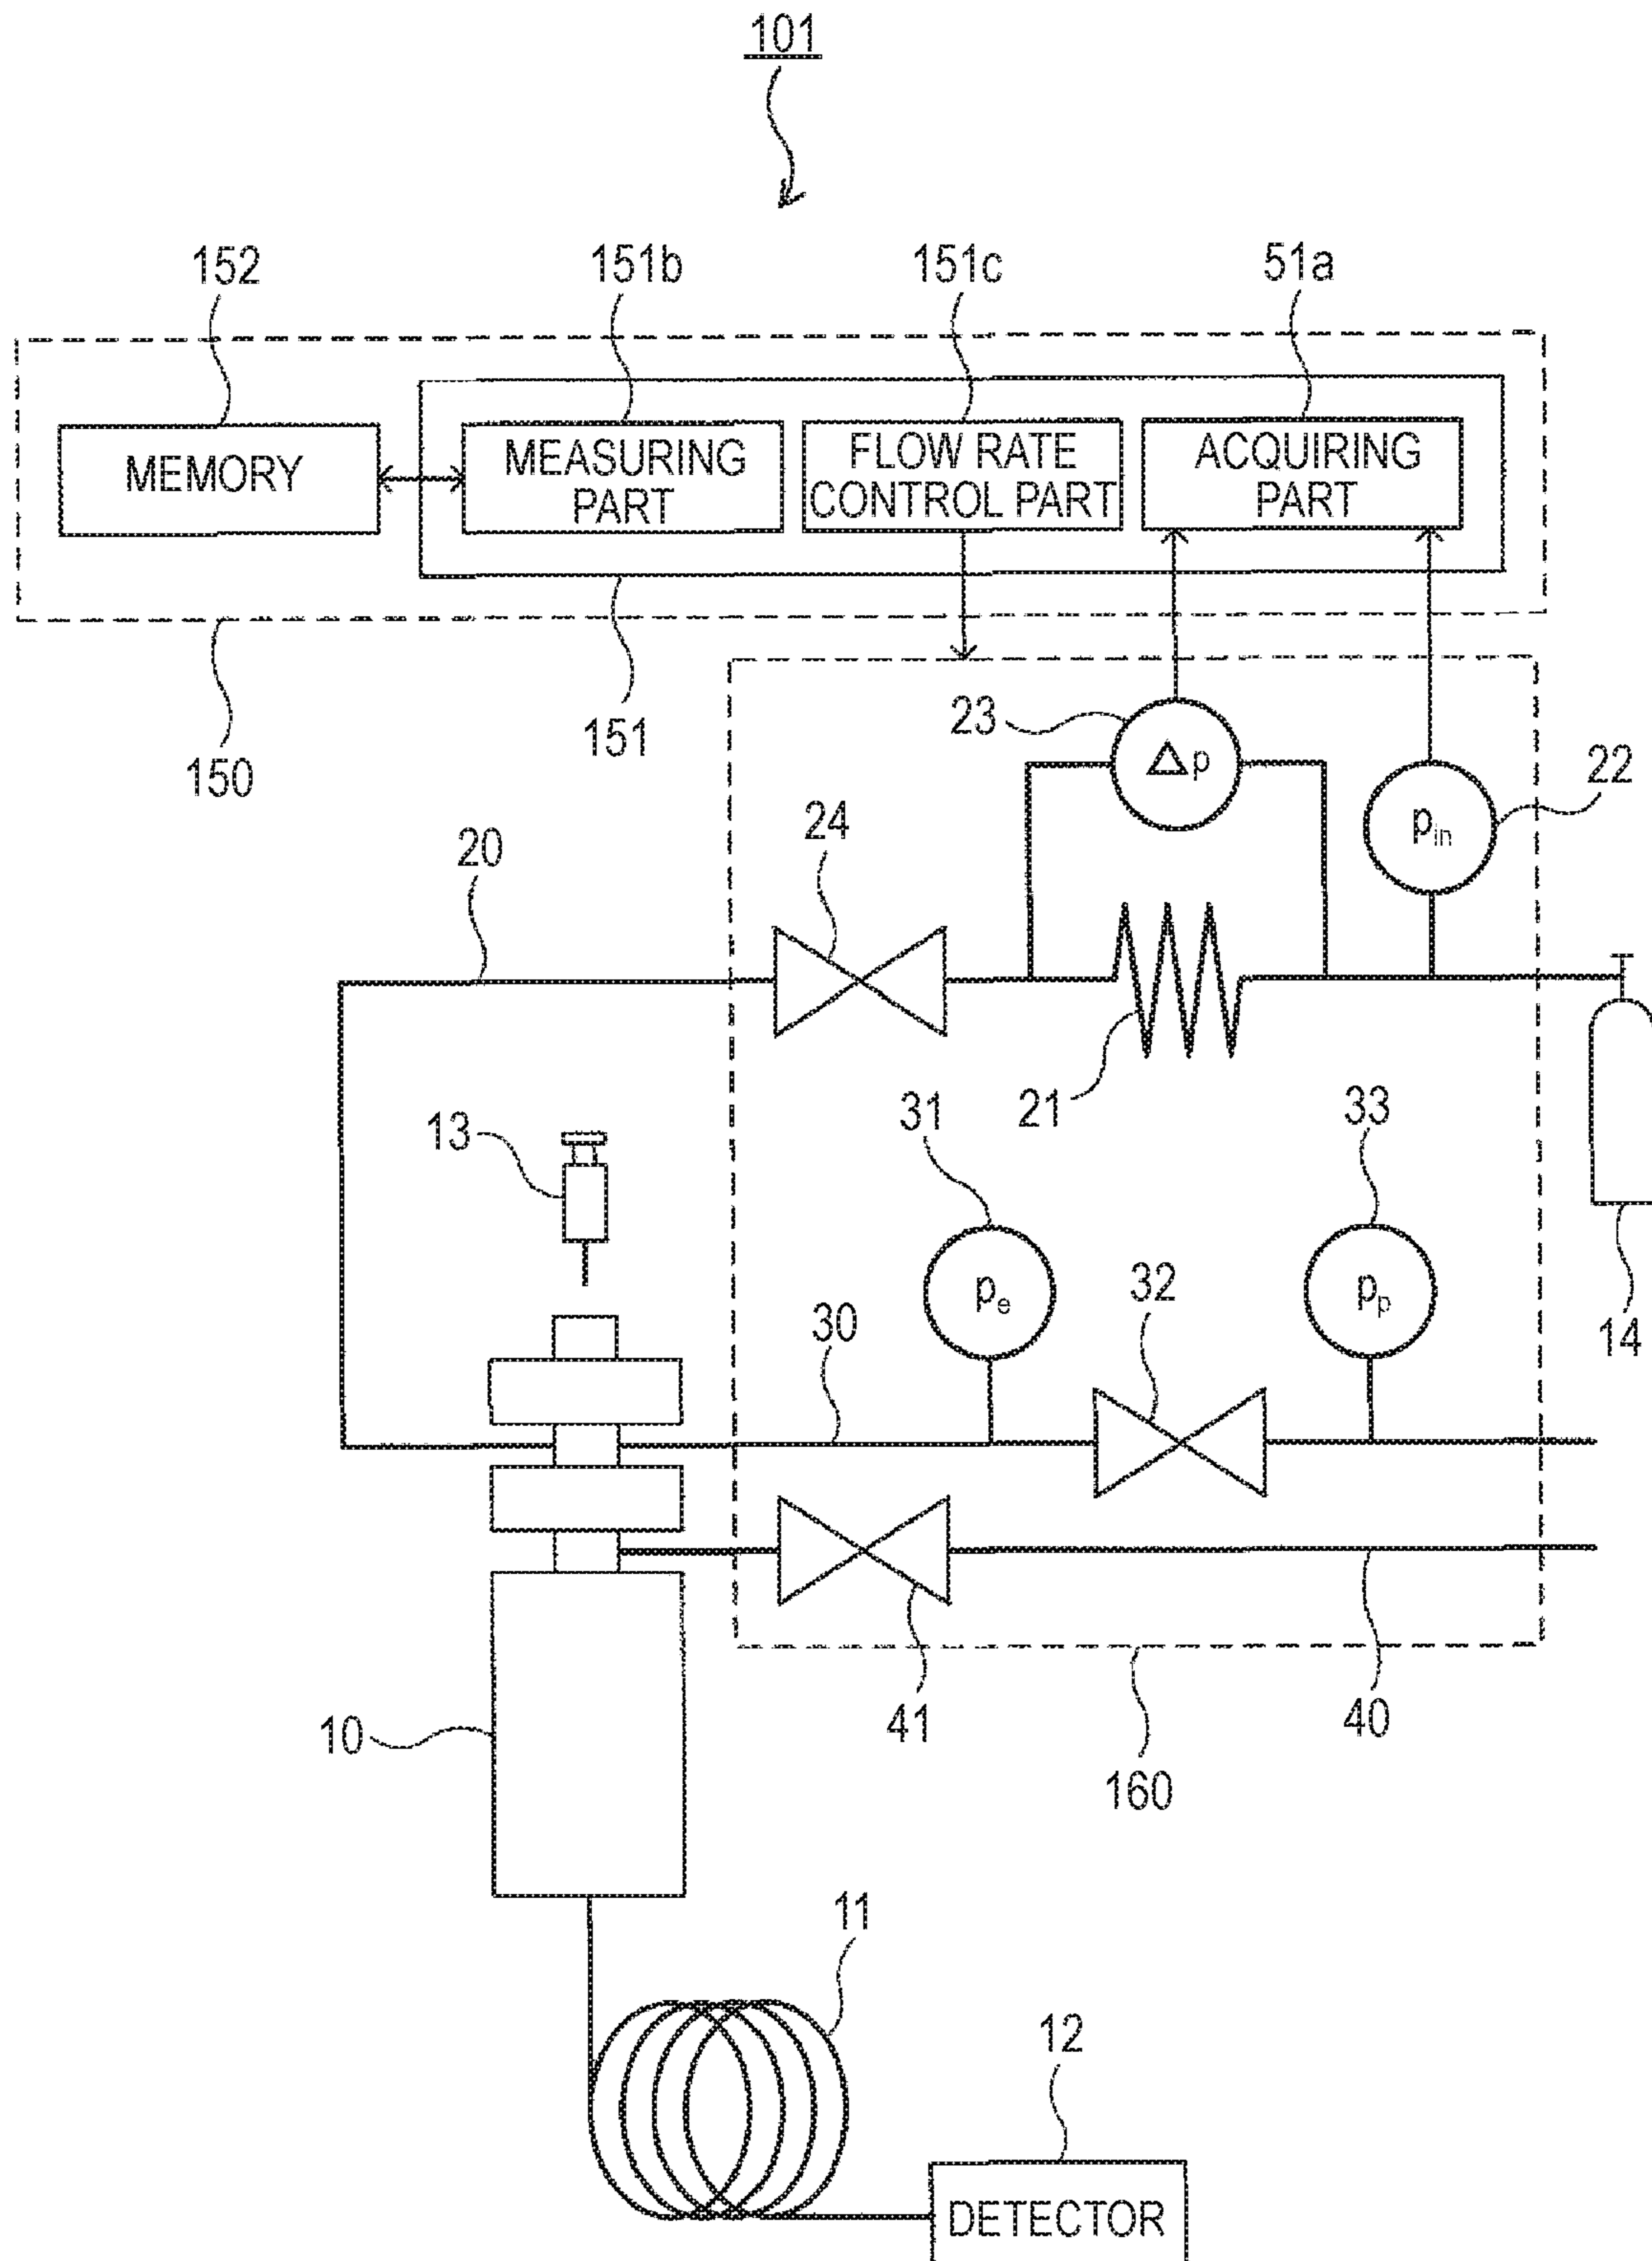 101
152
151b
151c
51a
MEMORY
MEASURING
PART
FLOW RATE
CONTROL PART
ACQUIRING
PART
150
151
23
Δp
22
pin
24
20
21
13
31
33
pe
pp
32
14
30
41
40
10
160
11
12
DETECTOR